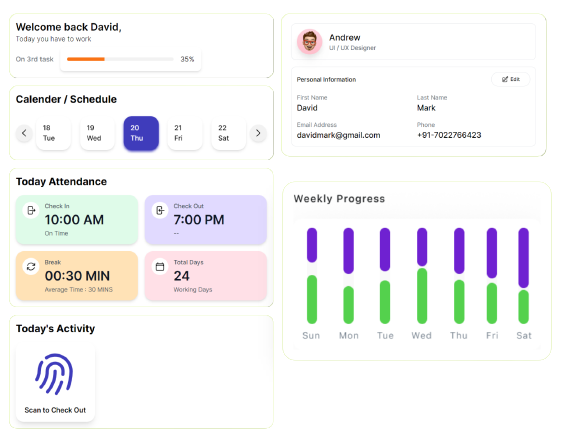 Welcome back David,
Today you have to work
On 3rd task 35%
Calender / Schedule
18 19 20 21 22
Tue Wed Thu Fri Sat
Today Attendance
Check In
10:00 AM
On Time
Check Out
7:00 PM
--
Break
00:30 MIN
Average Time : 30 MINS
Total Days
24
Working Days
Today's Activity
Scan to Check Out
Andrew
UI / UX Designer
Personal Information Edit
First Name Last Name
David Mark
Email Address Phone
davidmark@gmail.com +91-7022766423
Weekly Progress
Sun Mon Tue Wed Thu Fri Sat